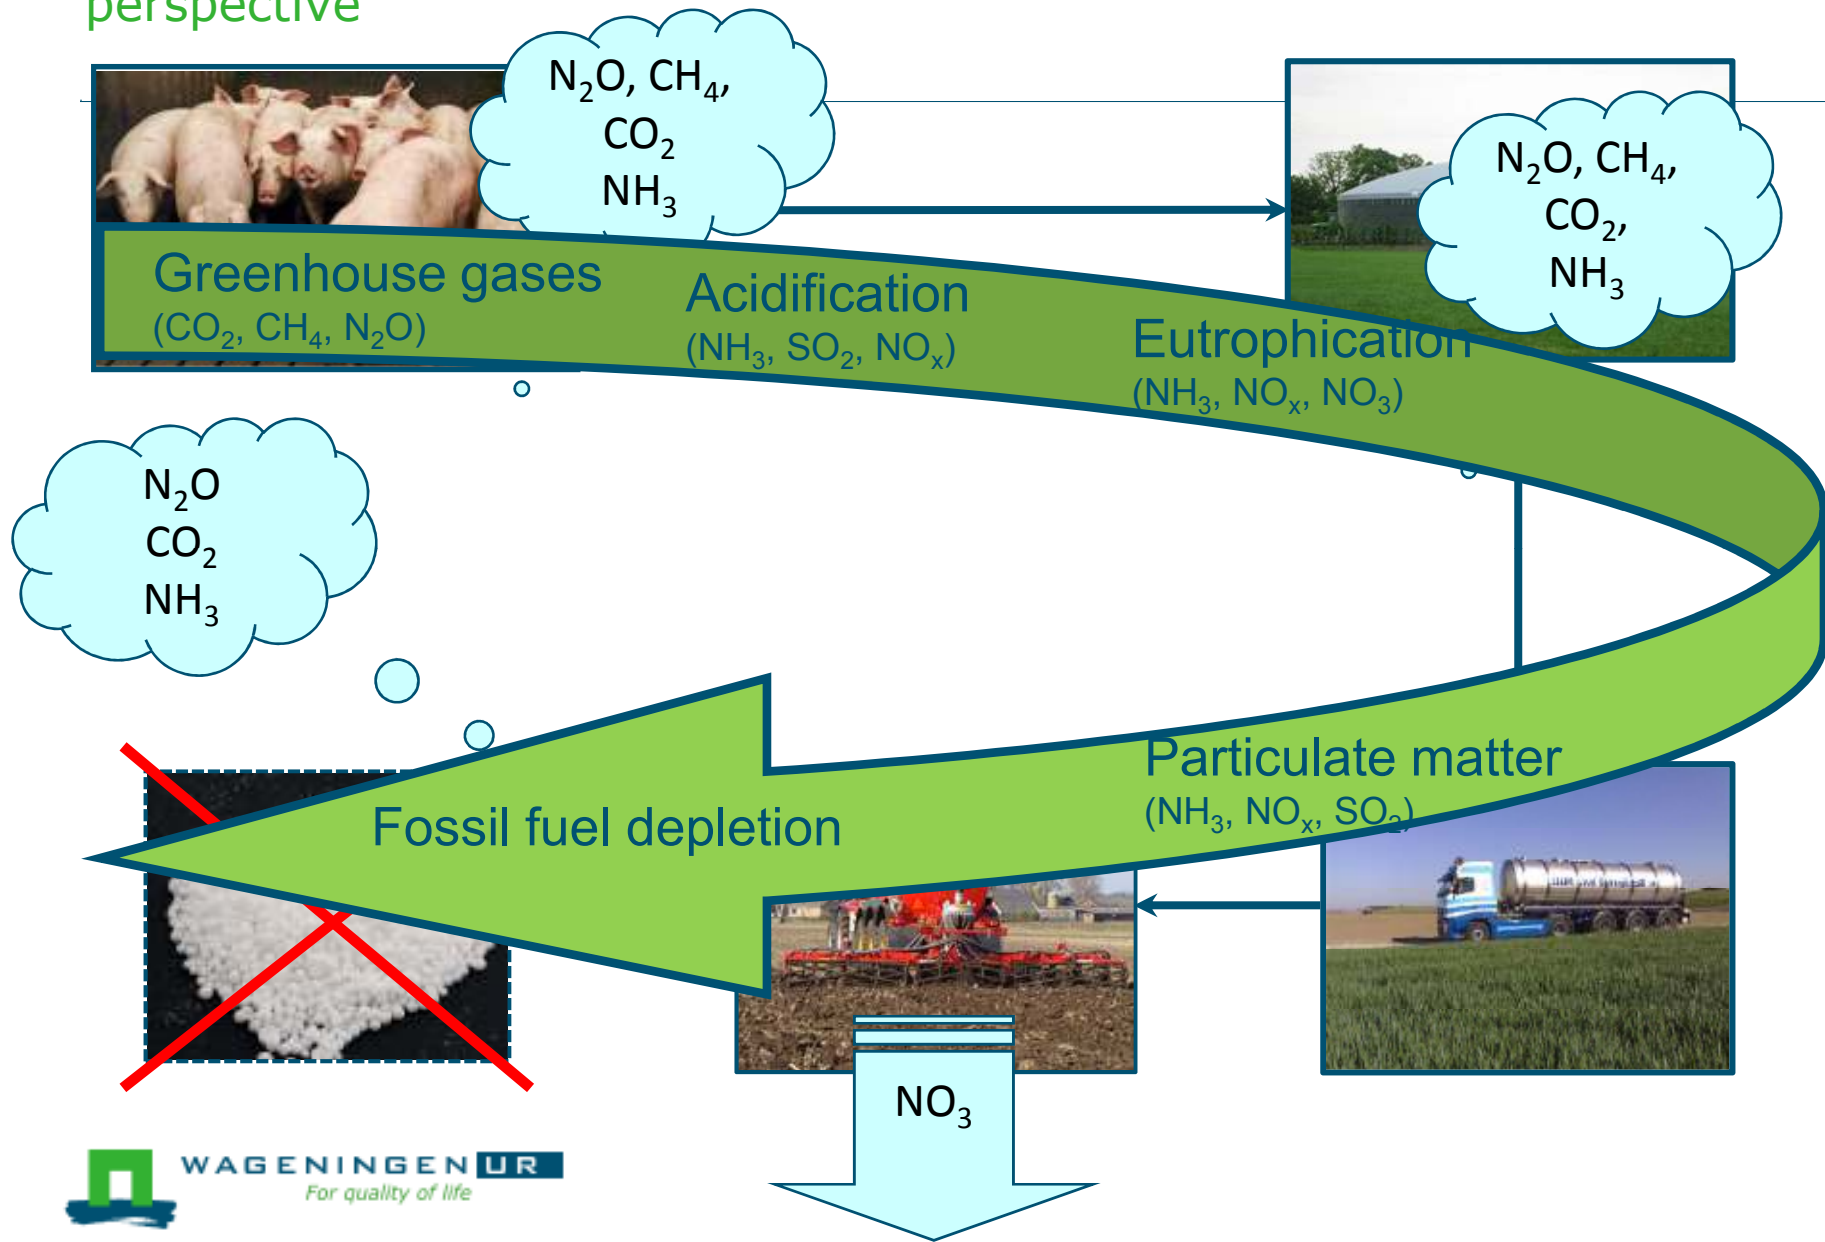 perspective
N₂O, CH₄,
CO₂
NH₃
N₂O, CH₄,
CO₂,
NH₃
Greenhouse gases
(CO₂, CH₄, N₂O)
Acidification
(NH₃, SO₂, NOₓ)
Eutrophication
(NH₃, NOₓ, NO₃)
N₂O
CO₂
NH₃
Particulate matter
(NH₃, NOₓ, SO₂)
Fossil fuel depletion
NO₃
WAGENINGEN UR
For quality of life